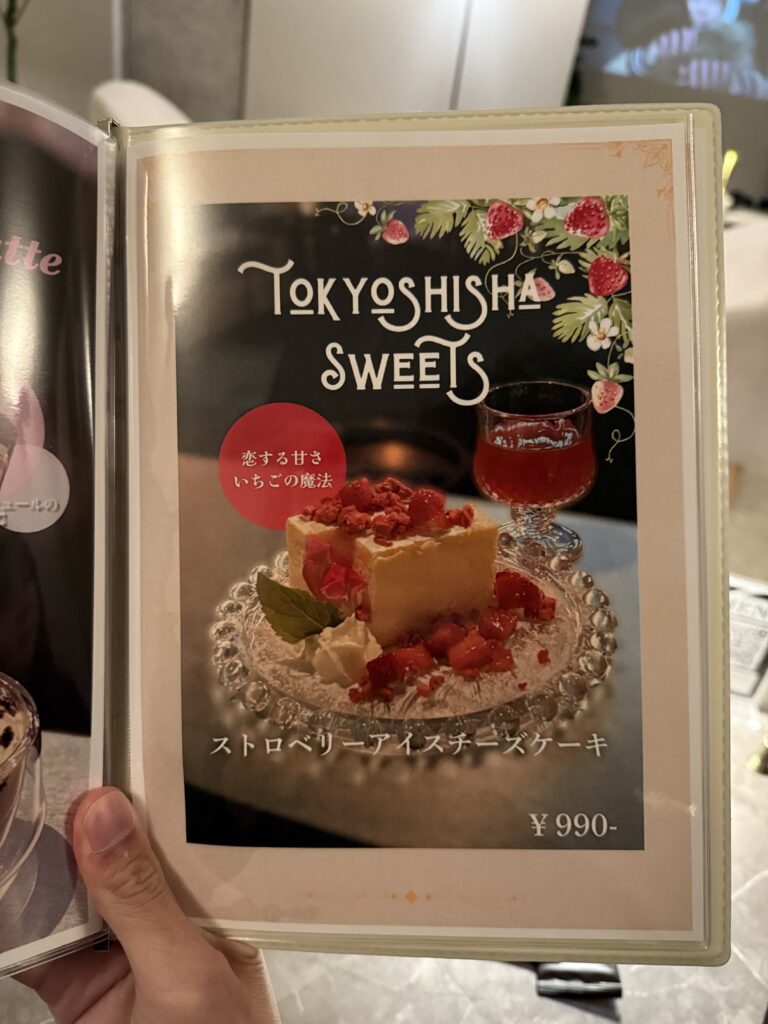 TOKYOSHISHA
SWEETS
恋する甘さ
いちごの魔法
ストロベリーアイスチーズケーキ
￥990-